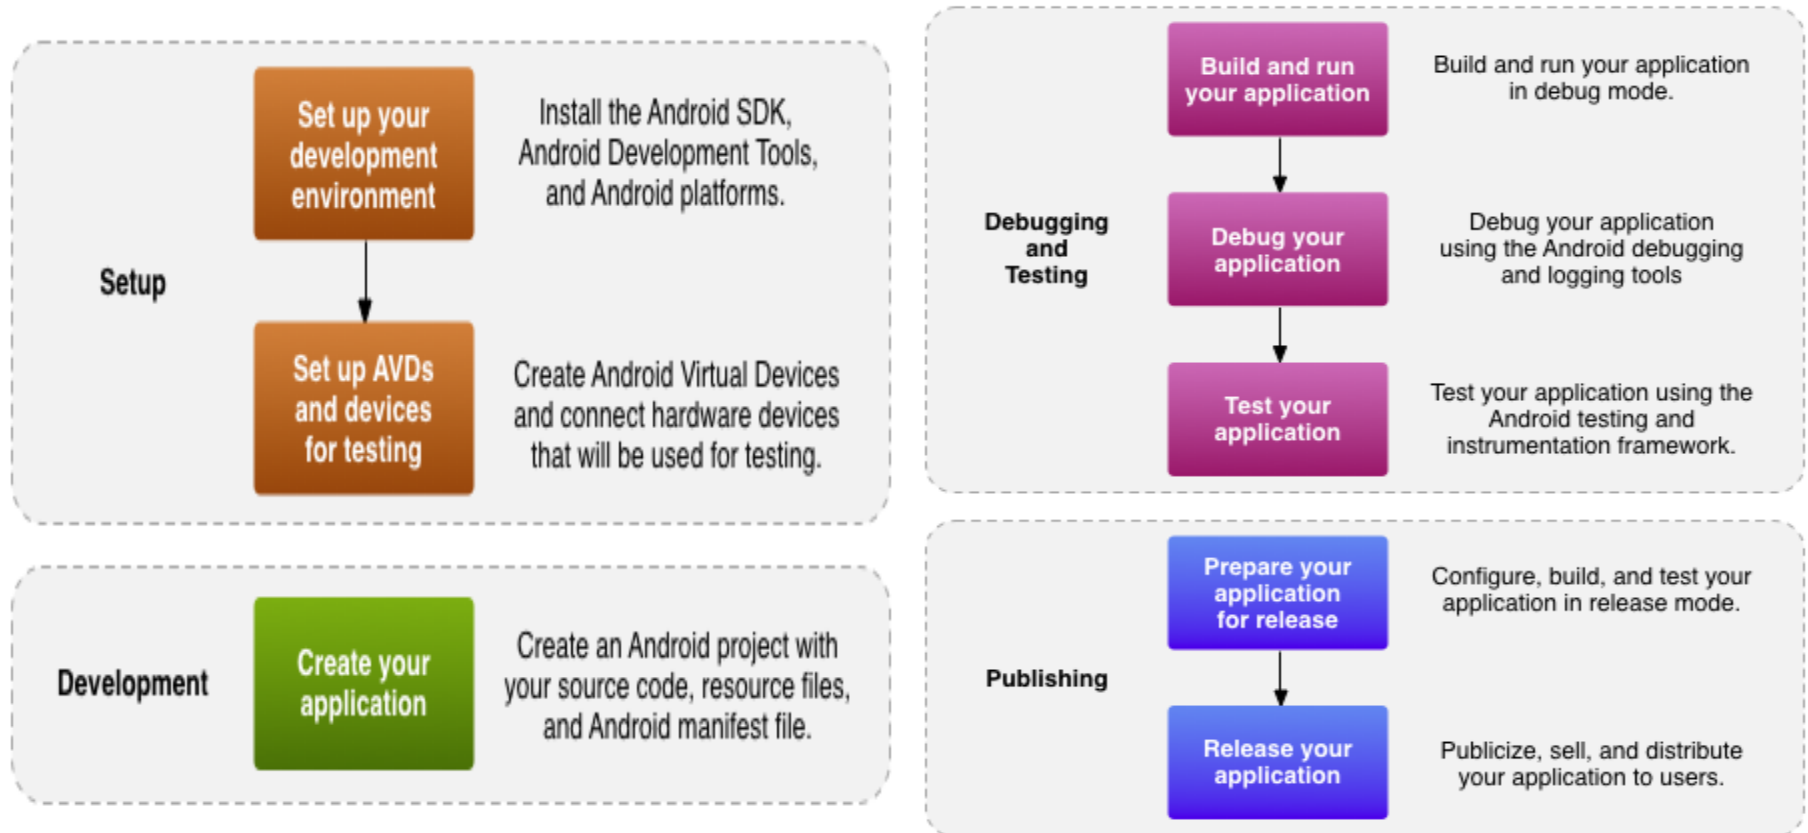 Set up your
development
environment
Install the Android SDK,
Android Development Tools,
and Android platforms.
Setup
Set up AVDs
and devices
for testing
Create Android Virtual Devices
and connect hardware devices
that will be used for testing.
Development
Create your
application
Create an Android project with
your source code, resource files,
and Android manifest file.
Build and run
your application
Build and run your application
in debug mode.
Debugging
and
Testing
Debug your
application
Debug your application
using the Android debugging
and logging tools
Test your
application
Test your application using the
Android testing and
instrumentation framework.
Prepare your
application
for release
Configure, build, and test your
application in release mode.
Publishing
Release your
application
Publicize, sell, and distribute
your application to users.